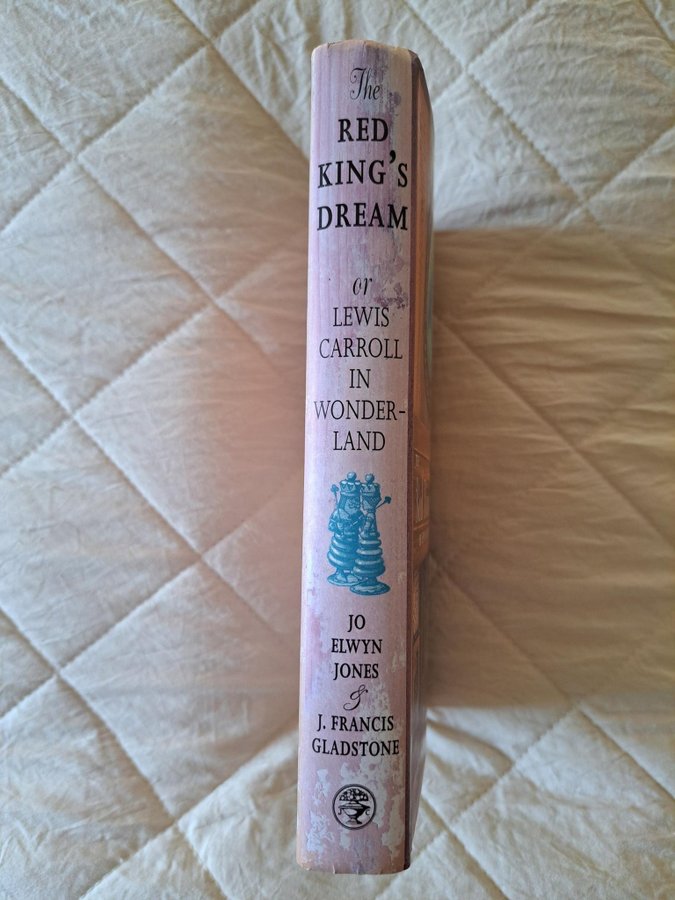 The
RED
KING'S
DREAM
or
LEWIS
CARROLL
IN
WONDER-
LAND
JO
ELWYN
JONES
&
J. FRANCIS
GLADSTONE